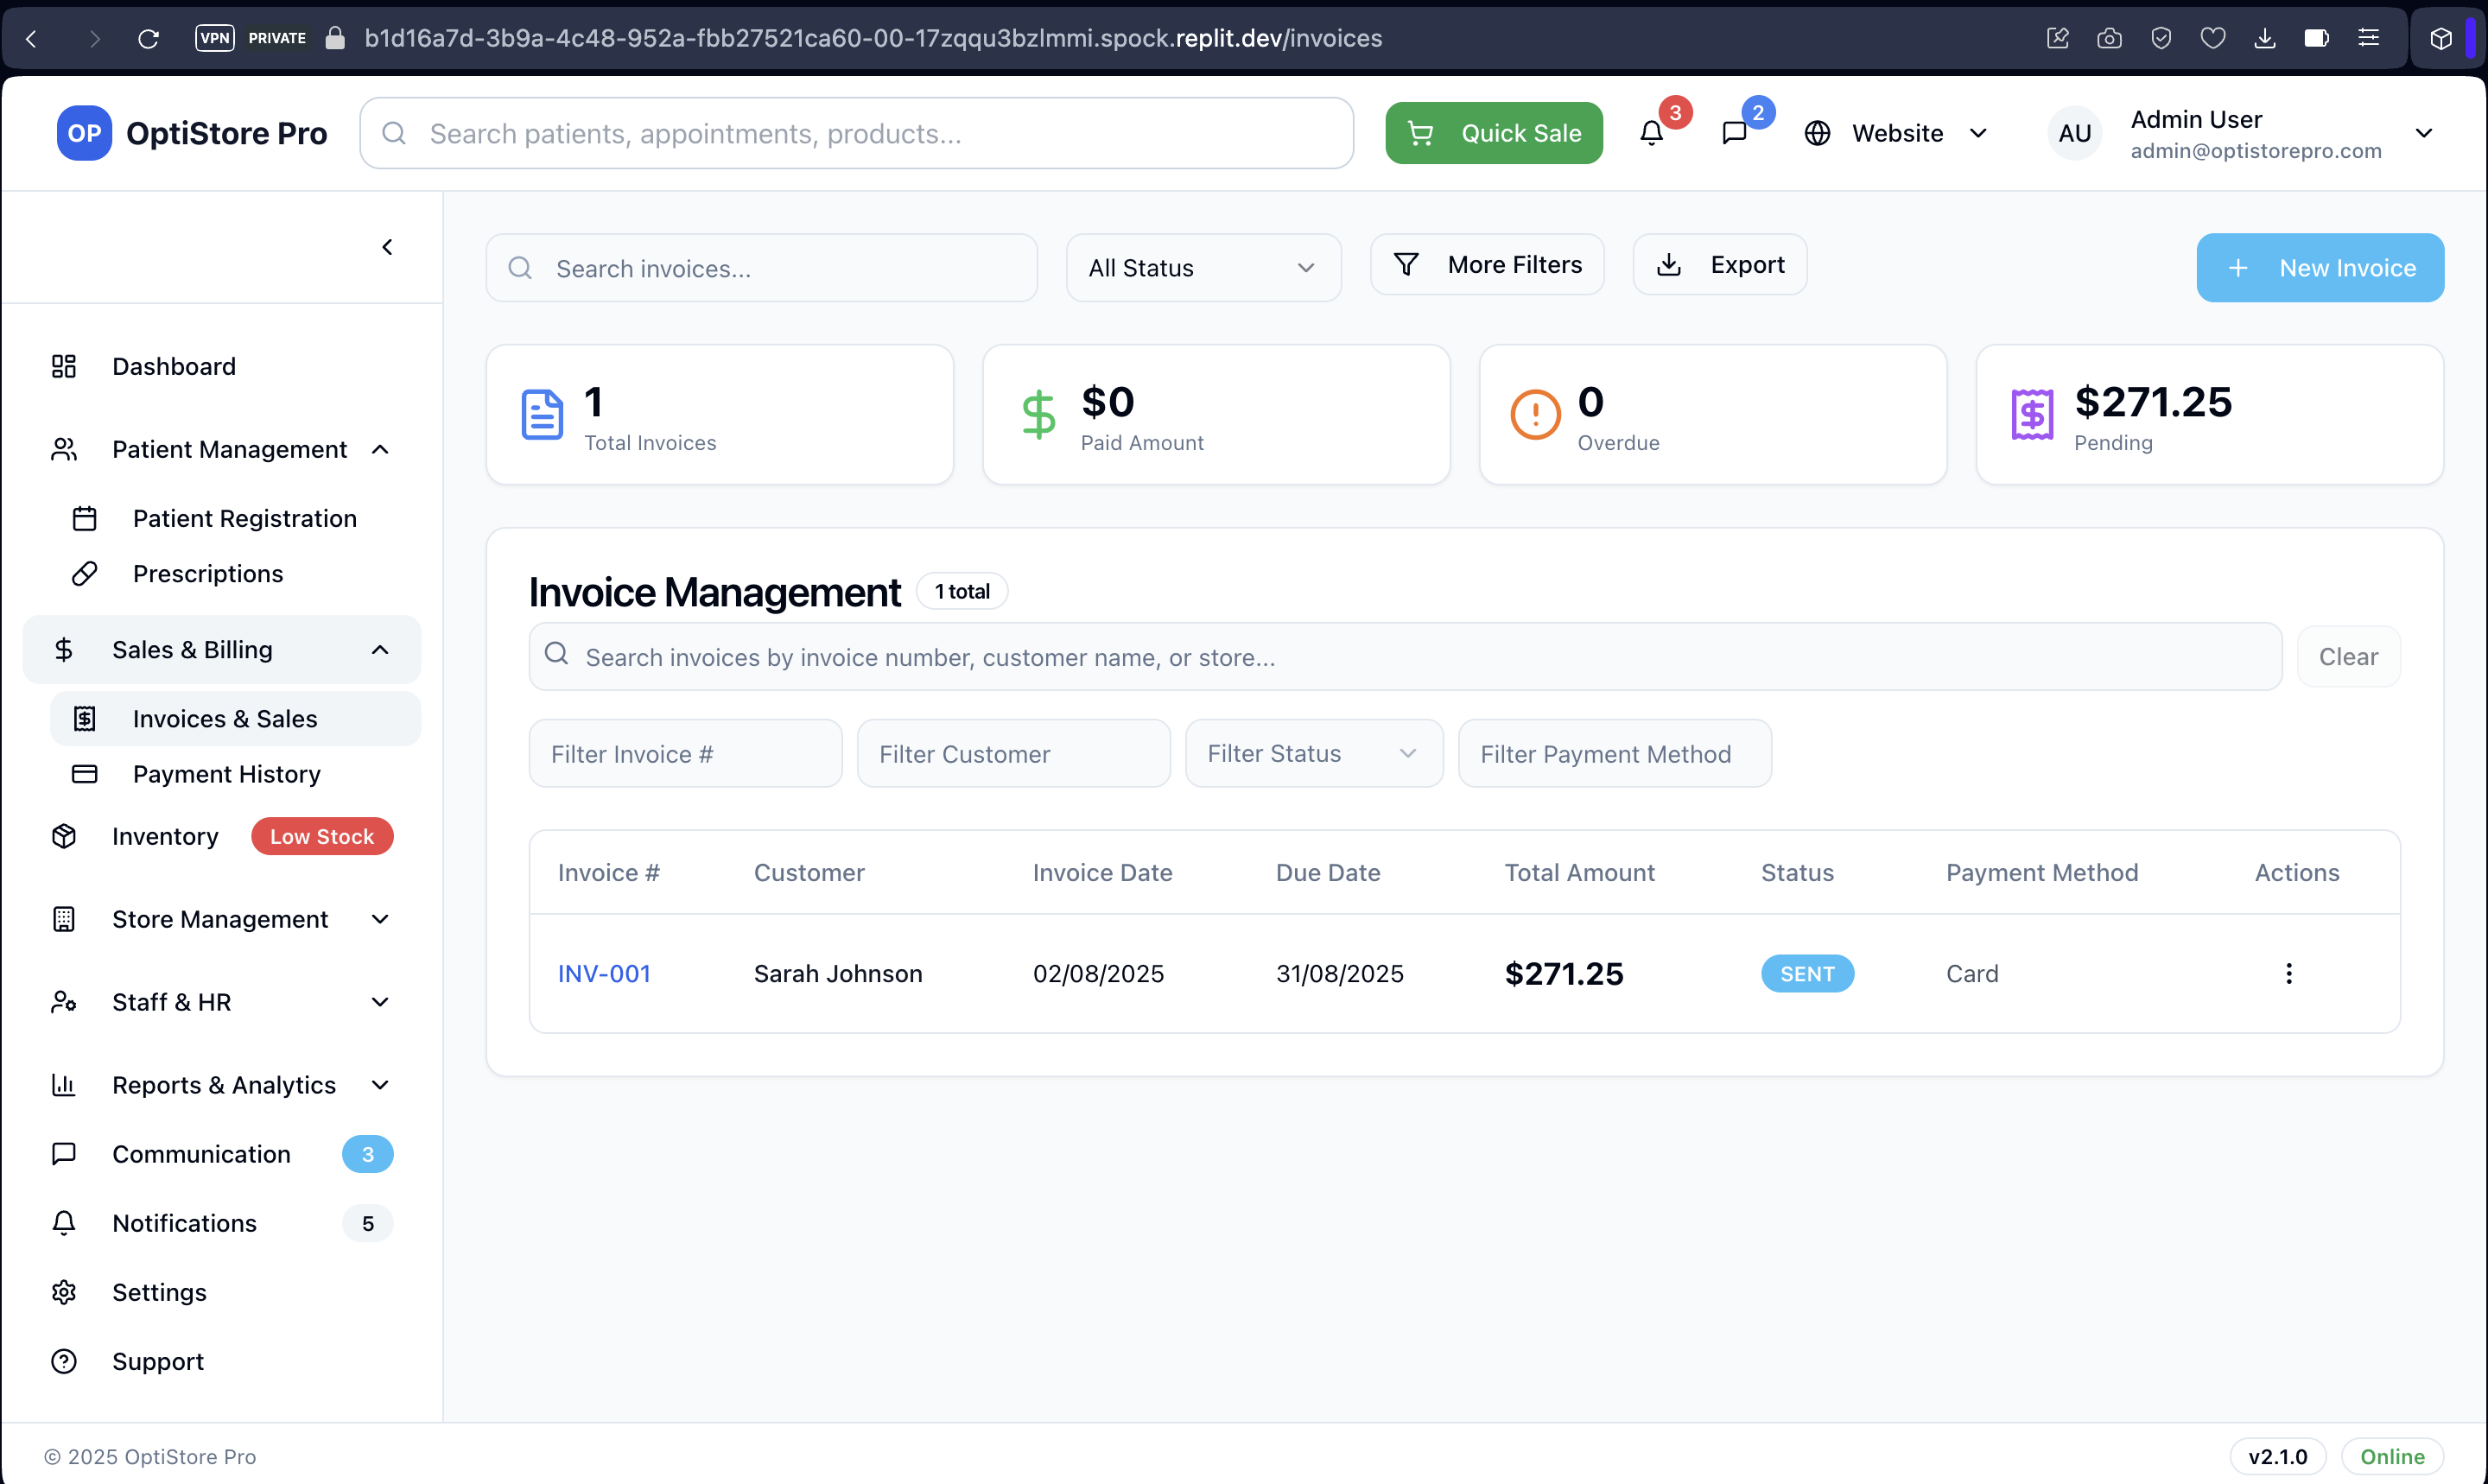 VPN PRIVATE b1d16a7d-3b9a-4c48-952a-fbb27521ca60-00-17zqqu3bzlmmi.spock.replit.dev/invoices
OP OptiStore Pro
Search patients, appointments, products...
Quick Sale
3
2
Website
AU
Admin User
admin@optistorepro.com
Dashboard
Patient Management
Patient Registration
Prescriptions
Sales & Billing
Invoices & Sales
Payment History
Inventory Low Stock
Store Management
Staff & HR
Reports & Analytics
Communication 3
Notifications 5
Settings
Support
Search invoices...
All Status
More Filters
Export
New Invoice
1
Total Invoices
$0
Paid Amount
0
Overdue
$271.25
Pending
Invoice Management 1 total
Search invoices by invoice number, customer name, or store...
Clear
Filter Invoice # Filter Customer Filter Status Filter Payment Method
Invoice # Customer Invoice Date Due Date Total Amount Status Payment Method Actions
INV-001 Sarah Johnson 02/08/2025 31/08/2025 $271.25 SENT Card
© 2025 OptiStore Pro
v2.1.0 Online